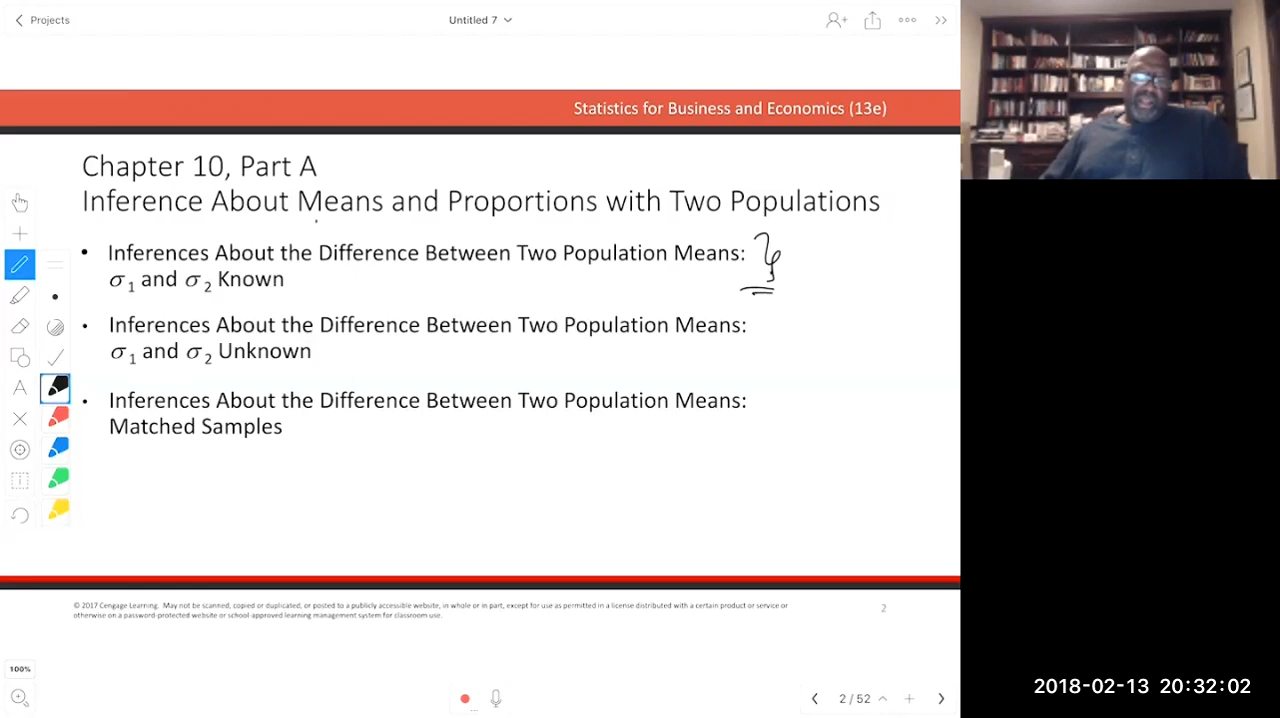 Projects
Untitled 7
Statistics for Business and Economics (13e)
Chapter 10, Part A
Inference About Means and Proportions with Two Populations
• Inferences About the Difference Between Two Population Means:
σ1 and σ2 Known
• Inferences About the Difference Between Two Population Means:
σ1 and σ2 Unknown
• Inferences About the Difference Between Two Population Means:
Matched Samples
© 2017 Cengage Learning. May not be scanned, copied or duplicated, or posted to a publicly accessible website, in whole or in part, except for use as permitted in a license distributed with a certain product or service or
otherwise on a password-protected website or school-approved learning management system for classroom use.
2
100%
2 / 52
2018-02-13 20:32:02